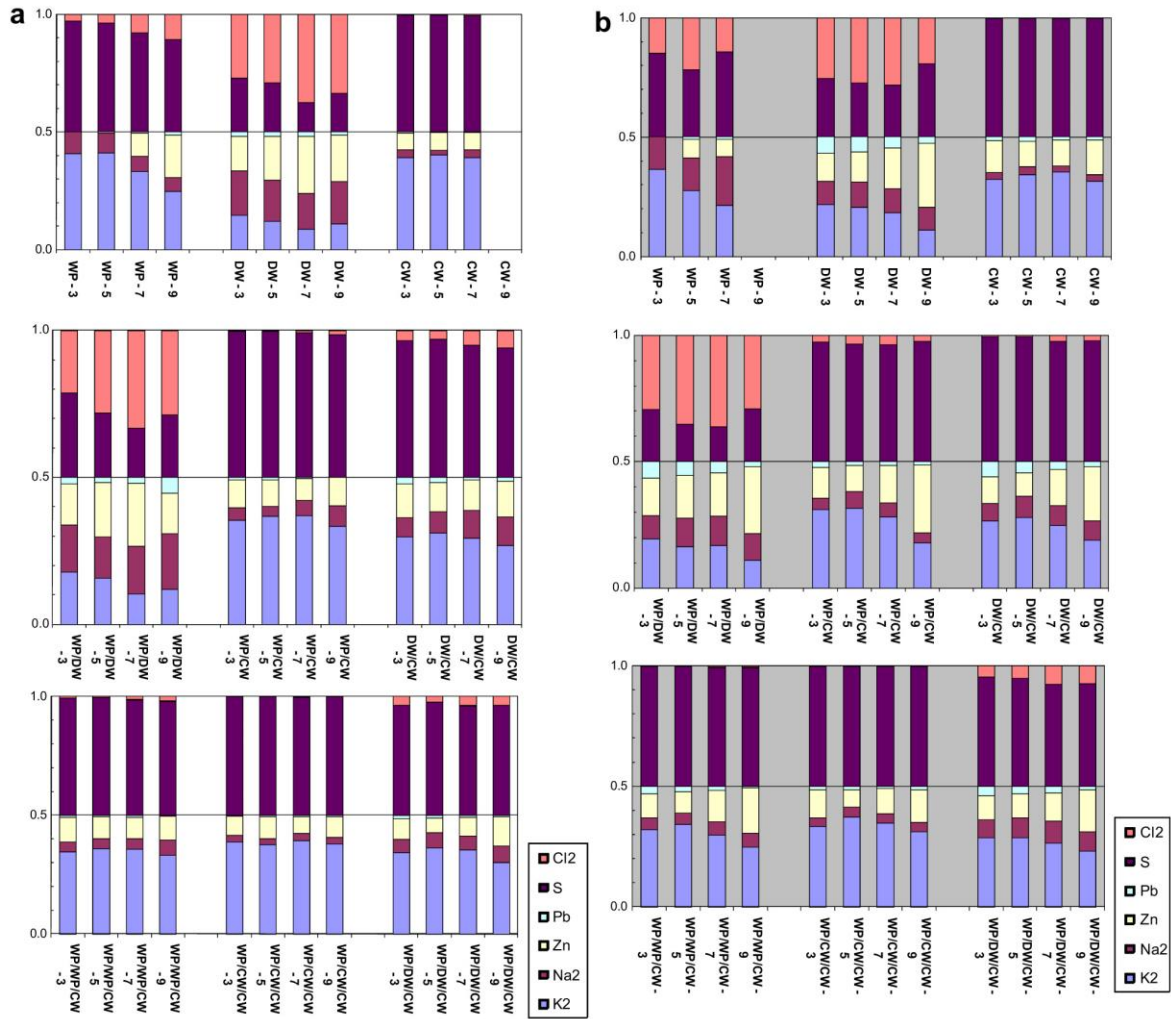 a
1.0
0.5
0.0
WP - 3
WP - 5
WP - 7
WP - 9
DW - 3
DW - 5
DW - 7
DW - 9
CW - 3
CW - 5
CW - 7
CW - 9
1.0
0.5
0.0
WP/DW
- 3
WP/DW
- 5
WP/DW
- 7
WP/DW
- 9
WP/CW
- 3
WP/CW
- 5
WP/CW
- 7
WP/CW
- 9
DW/CW
- 3
DW/CW
- 5
DW/CW
- 7
DW/CW
- 9
1.0
0.5
0.0
WP/WP/CW
- 3
WP/WP/CW
- 5
WP/WP/CW
- 7
WP/WP/CW
- 9
WP/CW/CW
- 3
WP/CW/CW
- 5
WP/CW/CW
- 7
WP/CW/CW
- 9
WP/DW/CW
- 3
WP/DW/CW
- 5
WP/DW/CW
- 7
WP/DW/CW
- 9
Cl2
S
Pb
Zn
Na2
K2
b
1.0
0.5
0.0
WP - 3
WP - 5
WP - 7
WP - 9
DW - 3
DW - 5
DW - 7
DW - 9
CW - 3
CW - 5
CW - 7
CW - 9
1.0
0.5
0.0
WP/DW
- 3
WP/DW
- 5
WP/DW
- 7
WP/DW
- 9
WP/CW
- 3
WP/CW
- 5
WP/CW
- 7
WP/CW
- 9
DW/CW
- 3
DW/CW
- 5
DW/CW
- 7
DW/CW
- 9
1.0
0.5
0.0
WP/WP/CW -
3
WP/WP/CW -
5
WP/WP/CW -
7
WP/WP/CW -
9
WP/CW/CW -
3
WP/CW/CW -
5
WP/CW/CW -
7
WP/CW/CW -
9
WP/DW/CW -
3
WP/DW/CW -
5
WP/DW/CW -
7
WP/DW/CW -
9
Cl2
S
Pb
Zn
Na2
K2